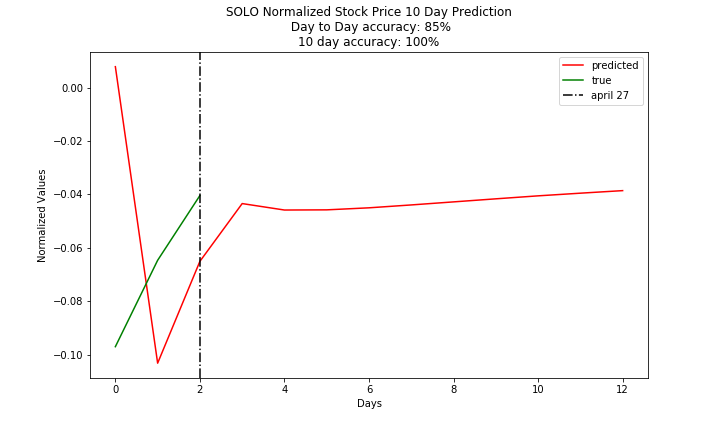 SOLO Normalized Stock Price 10 Day Prediction
Day to Day accuracy: 85%
10 day accuracy: 100%
predicted
true
april 27
0.00
−0.02
−0.04
−0.06
−0.08
−0.10
Normalized Values
0 2 4 6 8 10 12
Days